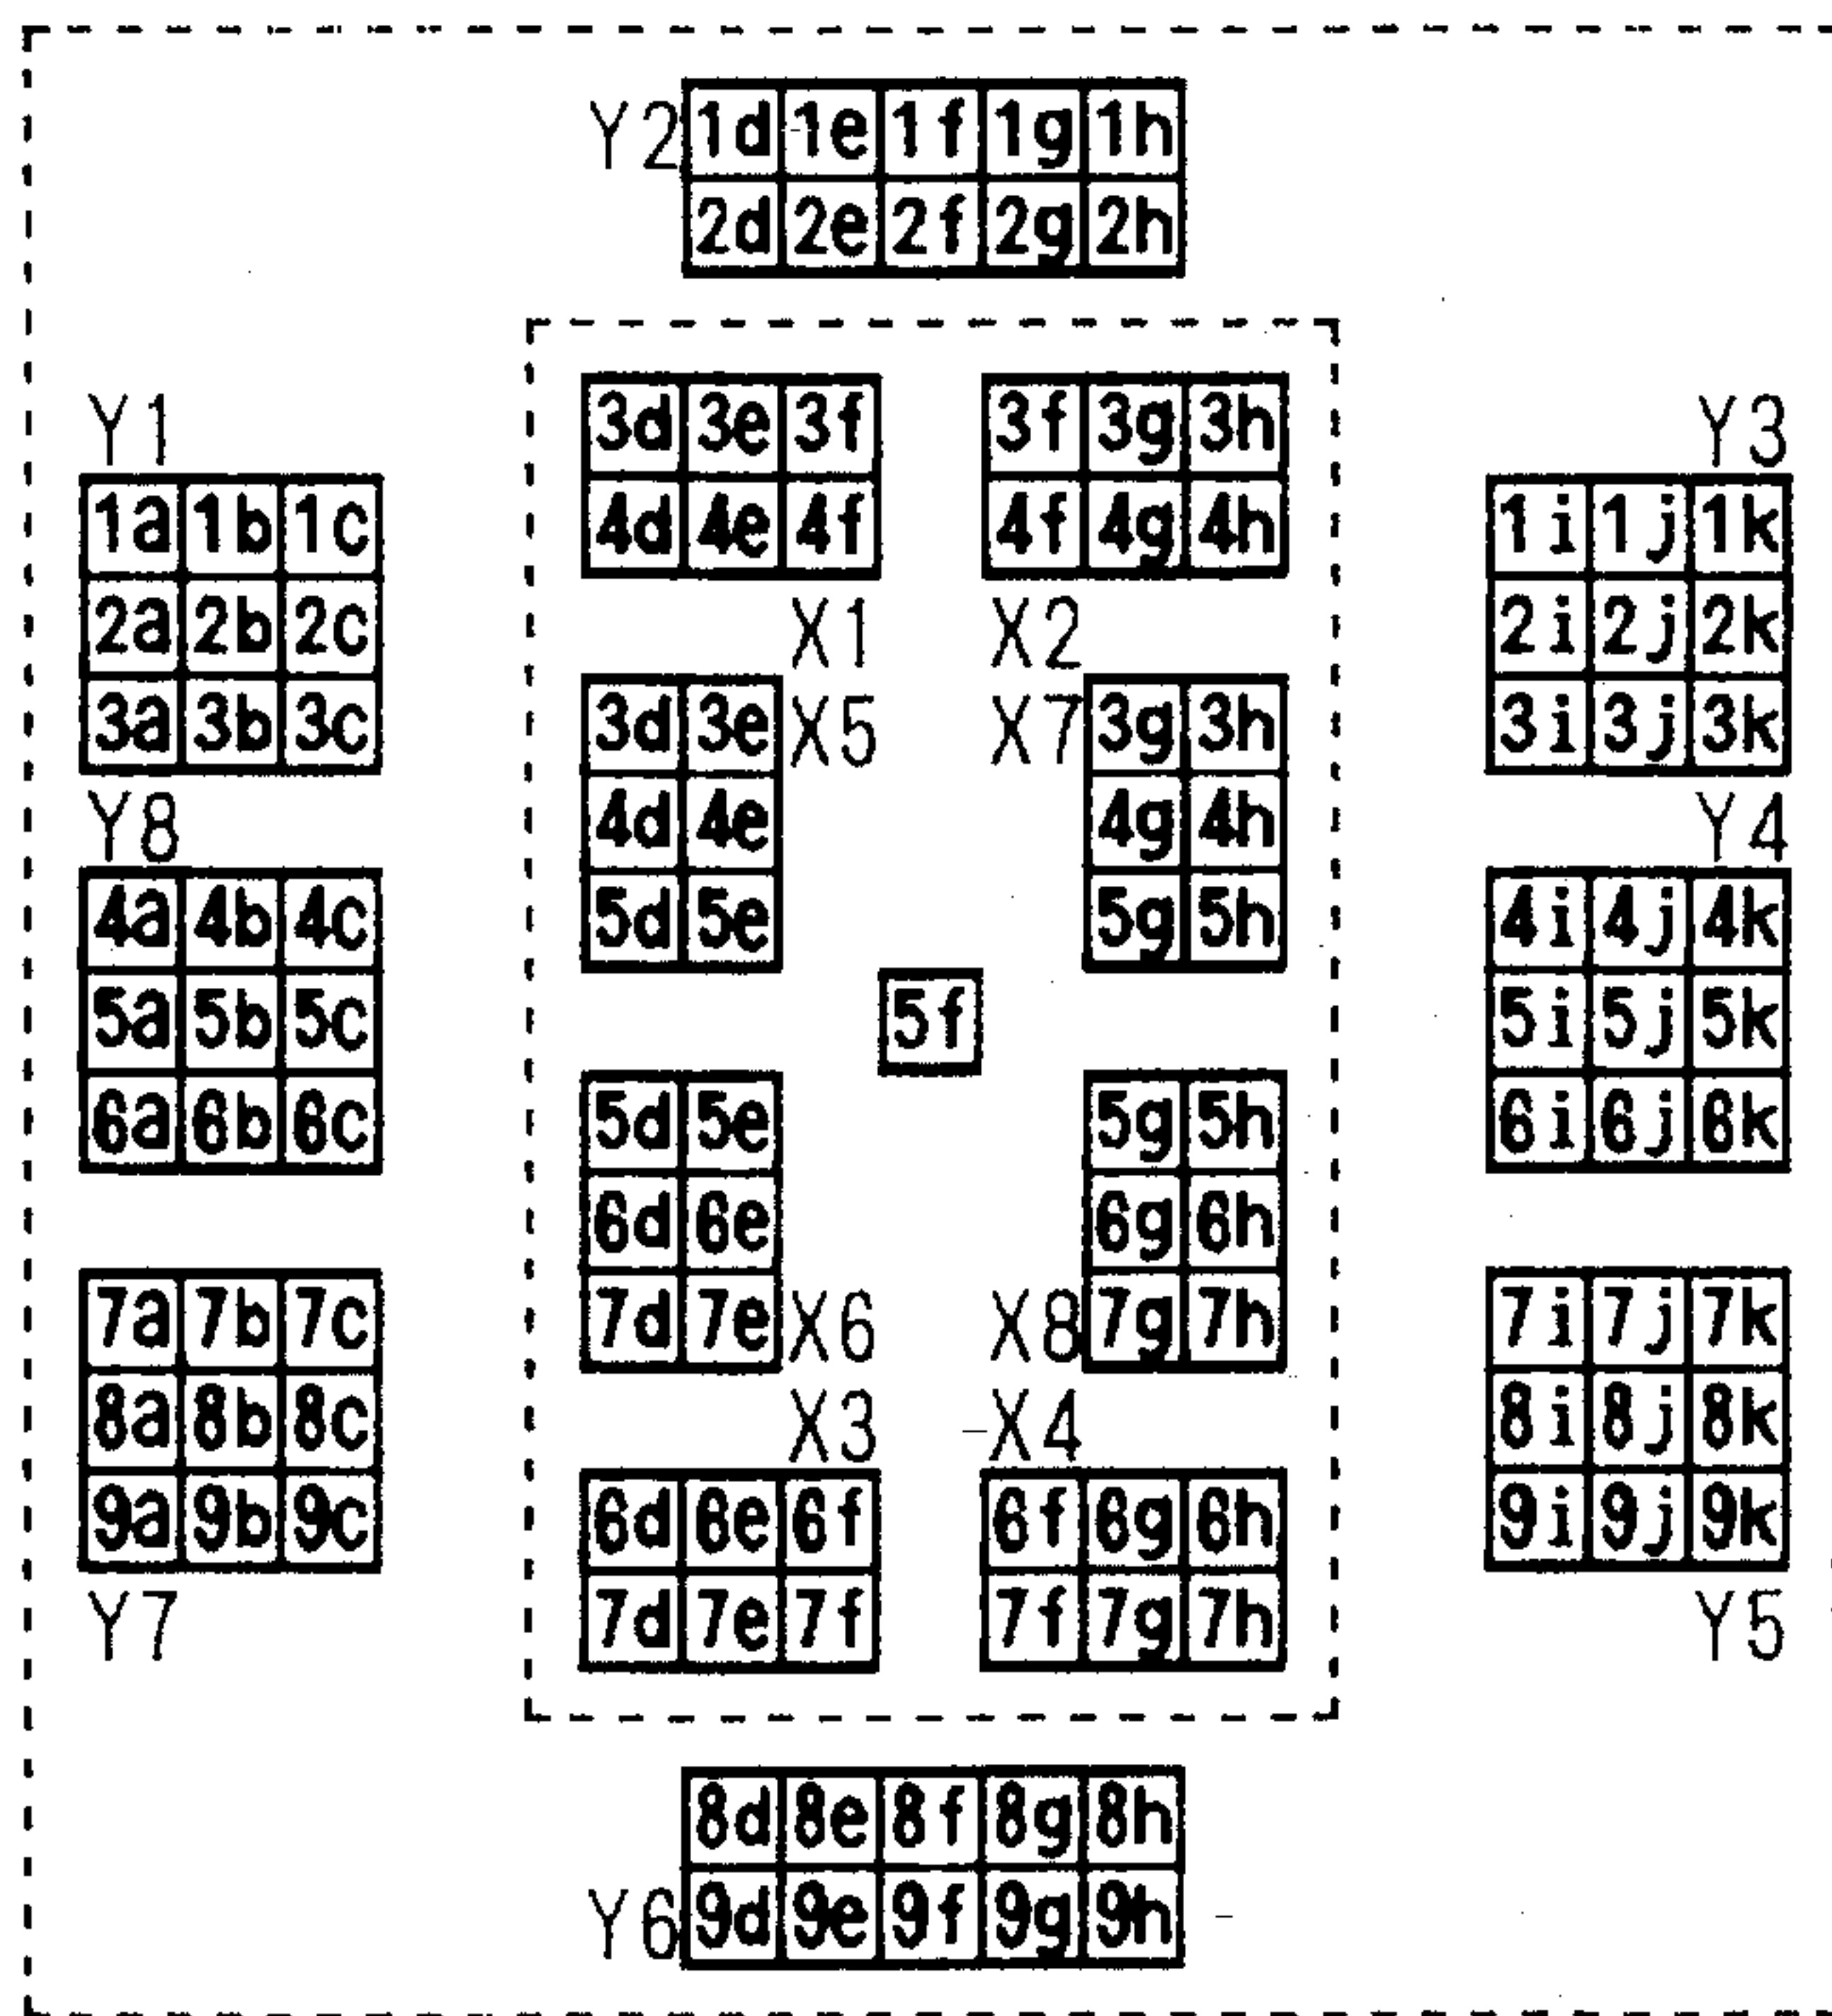 Y2
1d 1e 1f 1g 1h
2d 2e 2f 2g 2h
Y1
1a 1b 1c
2a 2b 2c
3a 3b 3c
Y8
4a 4b 4c
5a 5b 5c
6a 6b 6c
7a 7b 7c
8a 8b 8c
9a 9b 9c
Y7
3d 3e 3f
4d 4e 4f
X1
3f 3g 3h
4f 4g 4h
X2
X5
3d 3e
4d 4e
5d 5e
X7
3g 3h
4g 4h
5g 5h
5f
5d 5e
6d 6e
7d 7e
X6
5g 5h
6g 6h
7g 7h
X8
X3
6d 6e 6f
7d 7e 7f
X4
6f 6g 6h
7f 7g 7h
Y3
1i 1j 1k
2i 2j 2k
3i 3j 3k
Y4
4i 4j 4k
5i 5j 5k
6i 6j 6k
7i 7j 7k
8i 8j 8k
9i 9j 9k
Y5
8d 8e 8f 8g 8h
9d 9e 9f 9g 9h
Y6